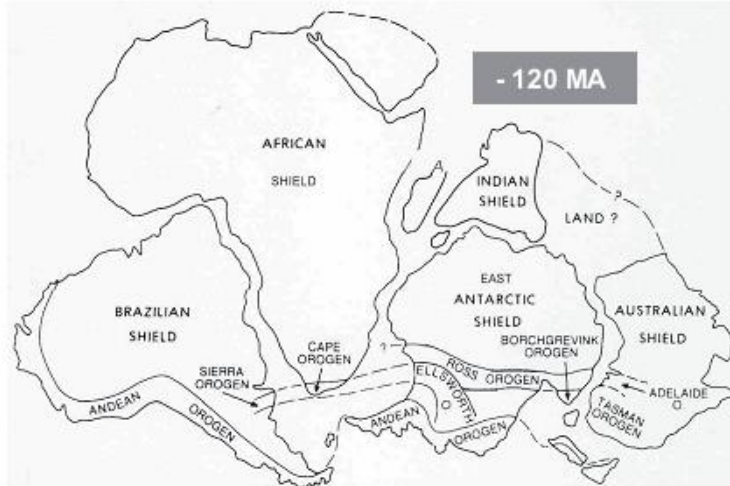 - 120 MA
AFRICAN
SHIELD
A
INDIAN
SHIELD
?
LAND ?
EAST
ANTARCTIC
SHIELD
BRAZILIAN
SHIELD
AUSTRALIAN
SHIELD
BORCHGREVINK
OROGEN
CAPE
OROGEN
?
SIERRA
OROGEN
ROSS OROGEN
ELLSWORTH
O
ADELAIDE
O
TASMAN
OROGEN
ANDEAN
OROGEN
ANDEAN
OROGEN